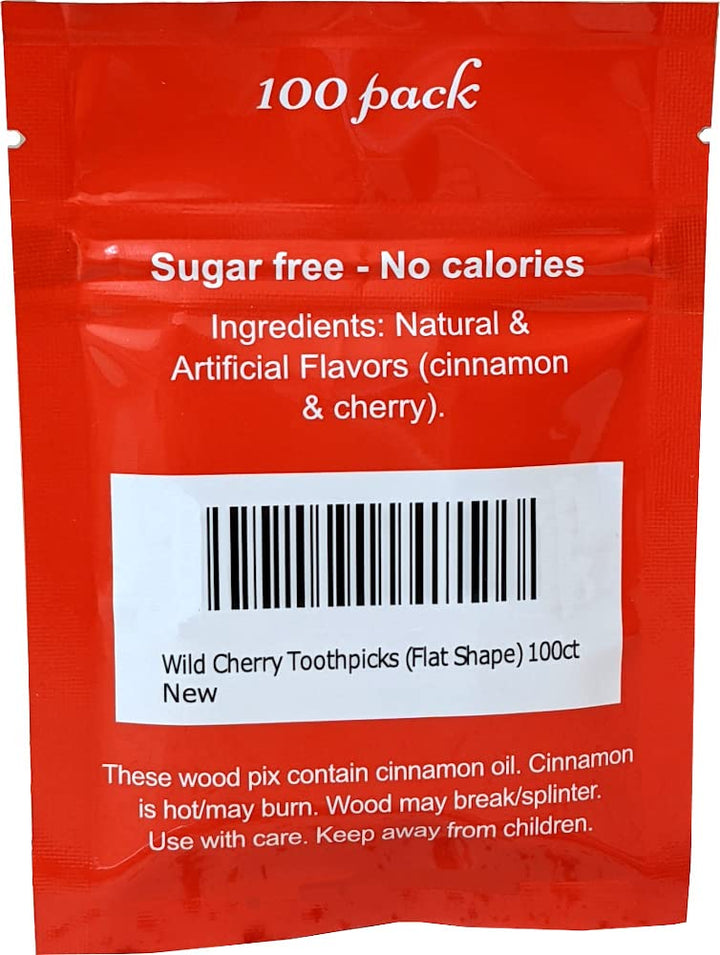 100 pack
Sugar free - No calories
Ingredients: Natural &
Artificial Flavors (cinnamon
& cherry).
Wild Cherry Toothpicks (Flat Shape) 100ct
New
These wood pix contain cinnamon oil. Cinnamon
is hot/may burn. Wood may break/splinter.
Use with care. Keep away from children.